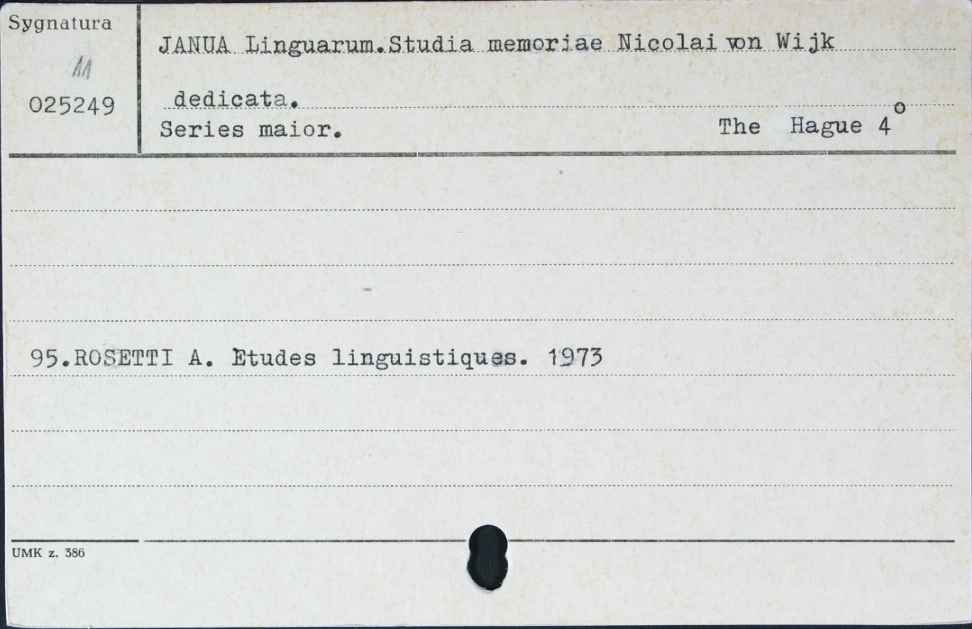 Sygnatura
JANUA Linguarum.Studia memoriae Nicolai von Wijk
025249
dedicata.
Series maior. The Hague 4°
95.ROSETTI A. Etudes linguistiques. 1973
UMK z. 386